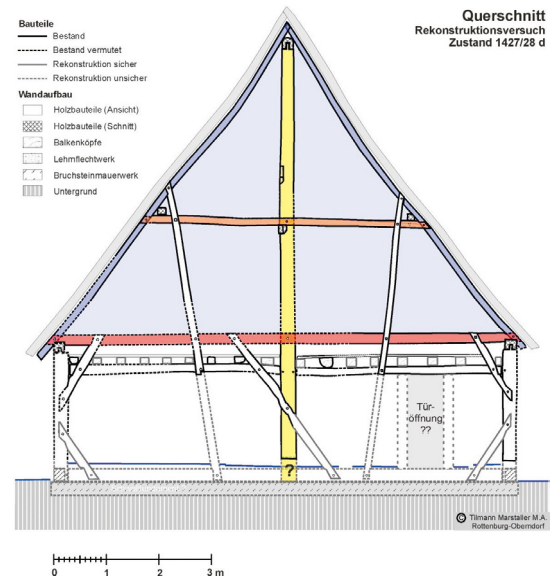 Querschnitt
Rekonstruktionsversuch
Zustand 1427/28 d
Bauteile
Bestand
Bestand vermutet
Rekonstruktion sicher
Rekonstruktion unsicher
Wandaufbau
Holzbauteile (Ansicht)
Holzbauteile (Schnitt)
Balkenköpfe
Lehmflechtwerk
Bruchsteinmauerwerk
Untergrund
Tür-
öffnung
??
?
© Tilmann Marstaller M.A.
Rottenburg-Oberndorf
0 1 2 3 m